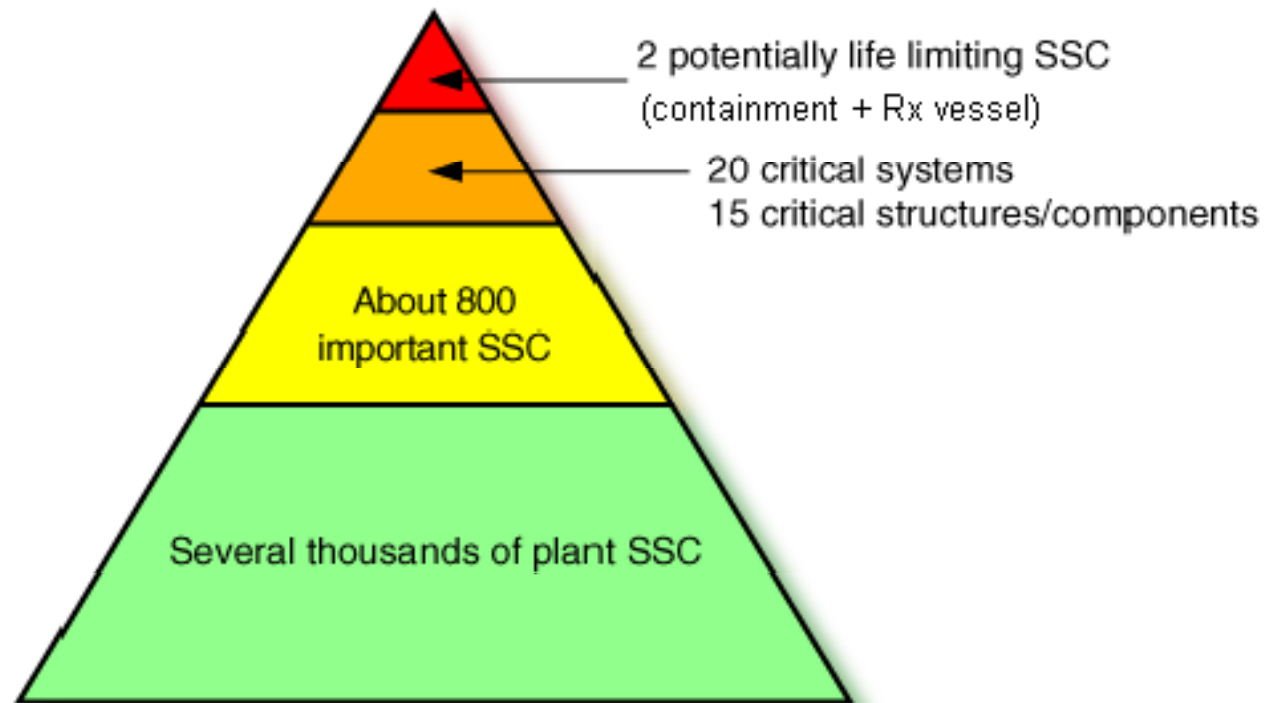 2 potentially life limiting SSC
(containment + Rx vessel)
20 critical systems
15 critical structures/components
About 800
important SSC
Several thousands of plant SSC